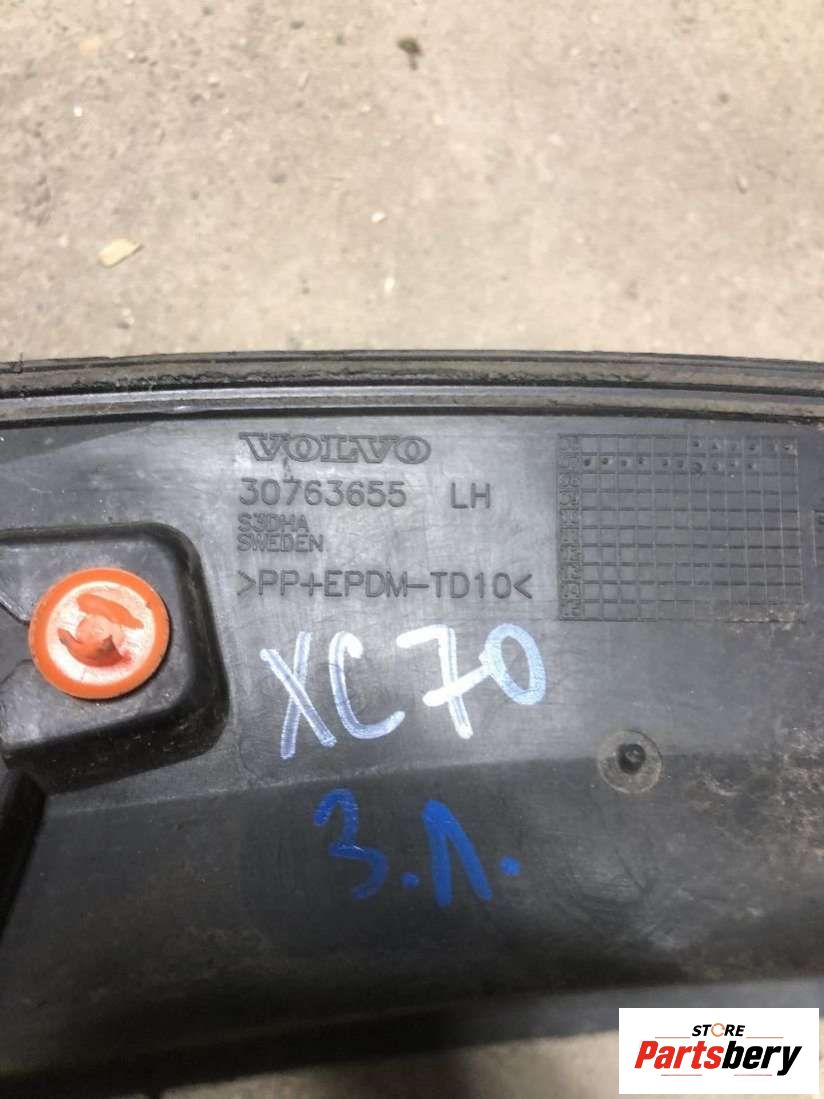 VOLVO
30763655 LH
S3DHA
SWEDEN
>PP+EPDM-TD10<
XC70
З.Л.
STORE
Partsbery